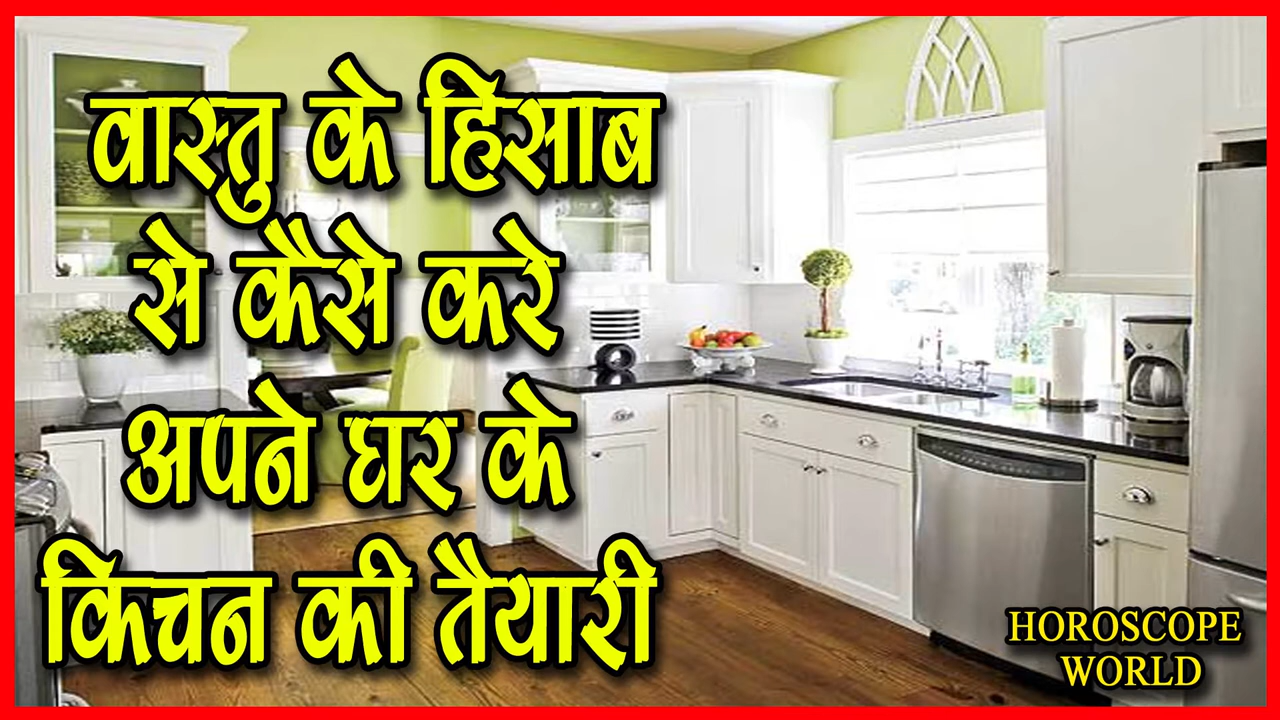 वास्तु के हिसाब
से कैसे करे
अपने घर के
किचन की तैयारी
HOROSCOPE
WORLD